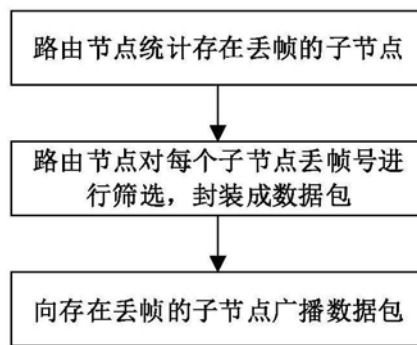 路由节点统计存在丢帧的子节点
路由节点对每个子节点丢帧号进
行筛选，封装成数据包
向存在丢帧的子节点广播数据包